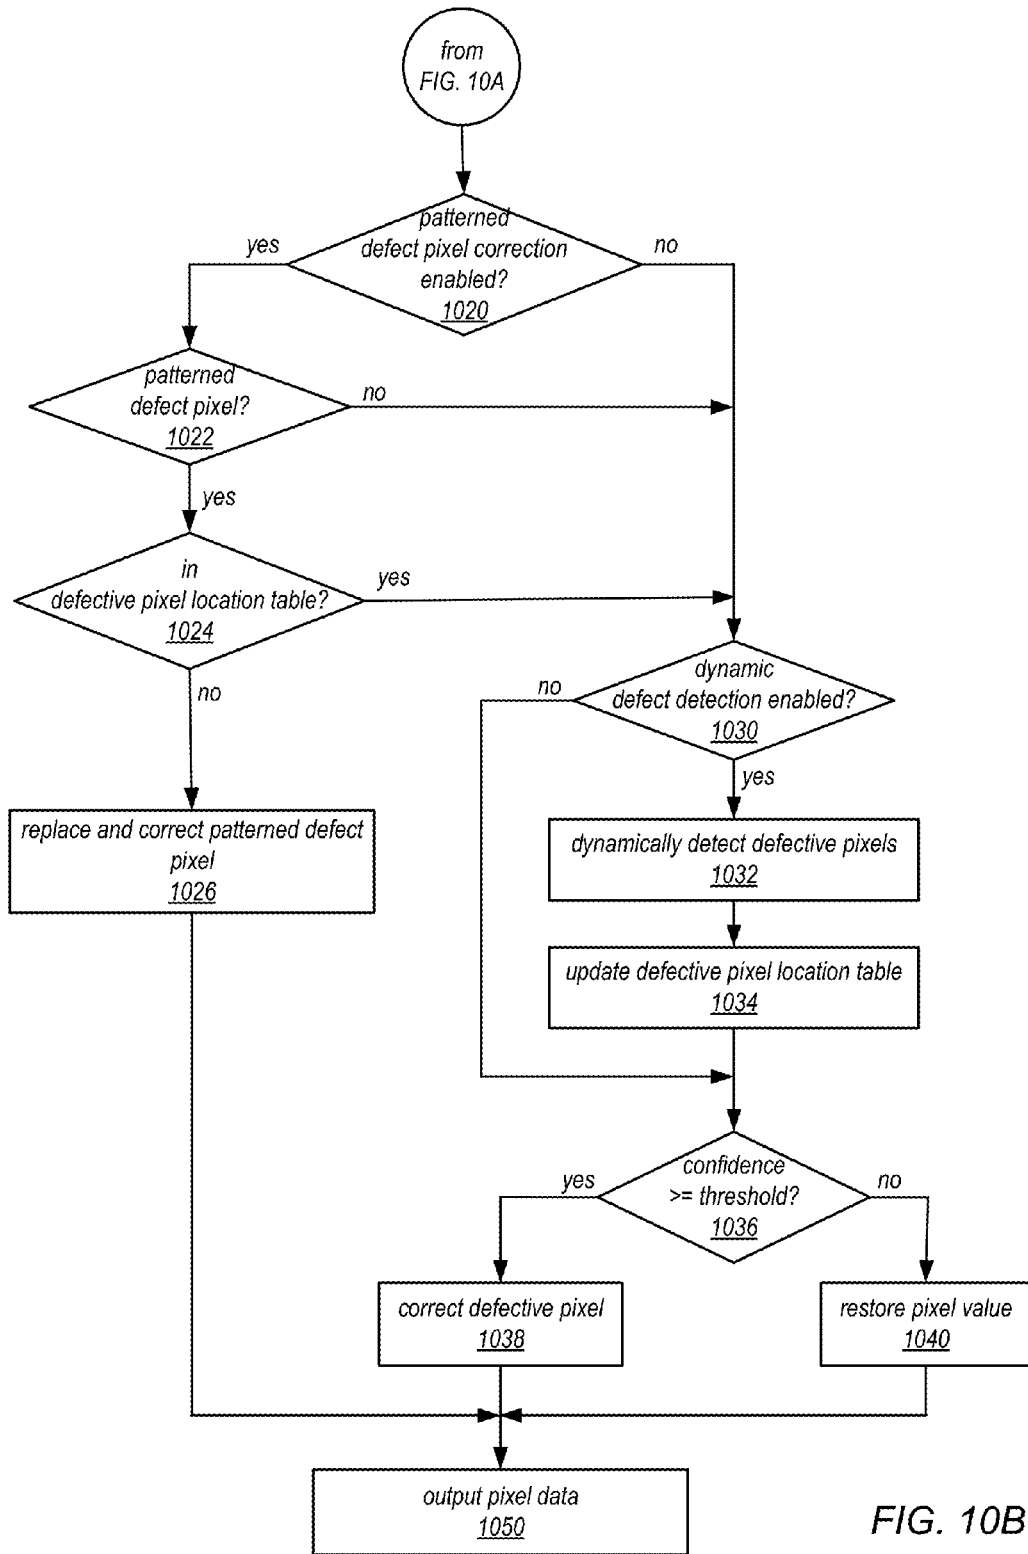 from
FIG. 10A
patterned
defect pixel correction
enabled?
1020
yes
no
patterned
defect pixel?
1022
no
yes
in
defective pixel location table?
1024
yes
no
replace and correct patterned defect
pixel
1026
dynamic
defect detection enabled?
1030
no
yes
dynamically detect defective pixels
1032
update defective pixel location table
1034
confidence
>= threshold?
1036
yes
no
correct defective pixel
1038
restore pixel value
1040
output pixel data
1050
FIG. 10B